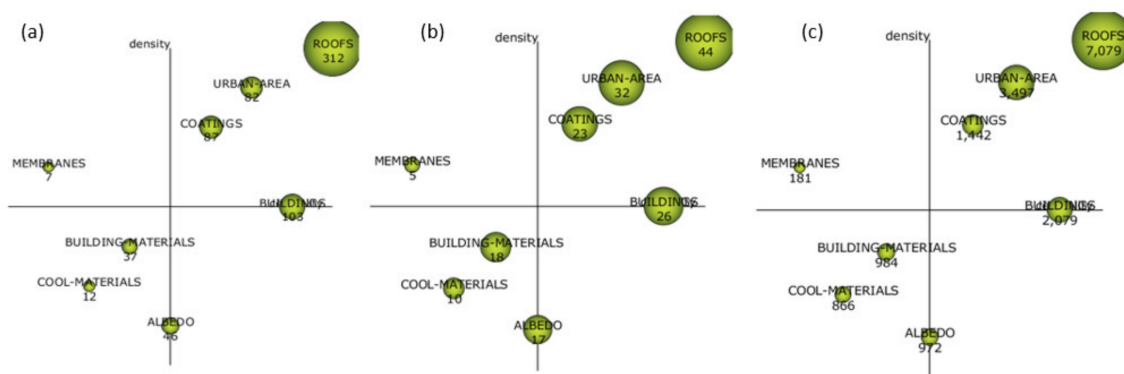 (a)
density
ROOFS
312
URBAN-AREA
82
COATINGS
87
MEMBRANES
7
BUILDINGS
103
BUILDING-MATERIALS
37
COOL-MATERIALS
12
ALBEDO
46
(b)
density
ROOFS
44
URBAN-AREA
32
COATINGS
23
MEMBRANES
5
BUILDINGS
26
BUILDING-MATERIALS
18
COOL-MATERIALS
10
ALBEDO
17
(c)
density
ROOFS
7,079
URBAN-AREA
3,497
COATINGS
1,442
MEMBRANES
181
BUILDINGS
2,079
BUILDING-MATERIALS
984
COOL-MATERIALS
866
ALBEDO
972